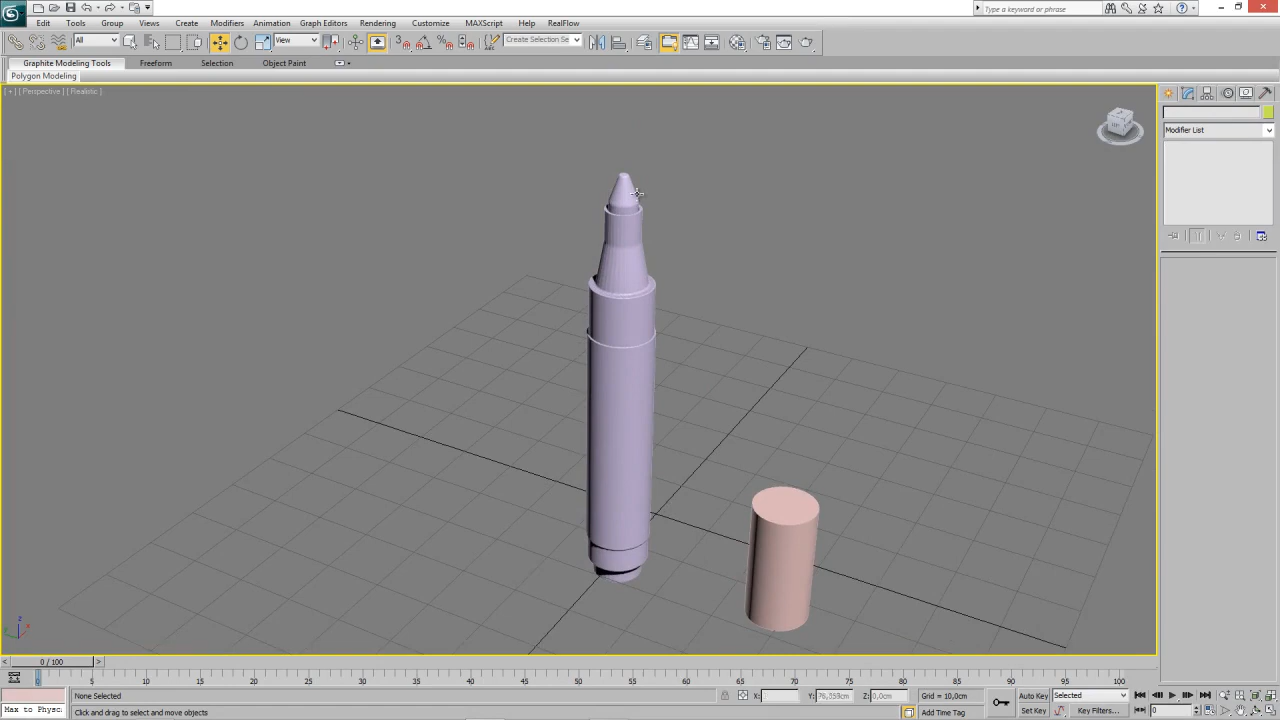 Type a keyword or phrase
Edit Tools Group Views Create Modifiers Animation Graph Editors Rendering Customize MAXScript Help RealFlow
All View Create Selection Se
Graphite Modeling Tools Freeform Selection Object Paint
Polygon Modeling
[ + ] [ Perspective ] [ Realistic ]
Modifier List
z
0 / 100
0 5 10 15 20 25 30 35 40 45 50 55 60 65 70 75 80 85 90 95 100
None Selected X: Y: 76,359cm Z: 0,0cm Grid = 10,0cm Auto Key Selected
Max to Physc. Click and drag to select and move objects Add Time Tag Set Key Key Filters... 0